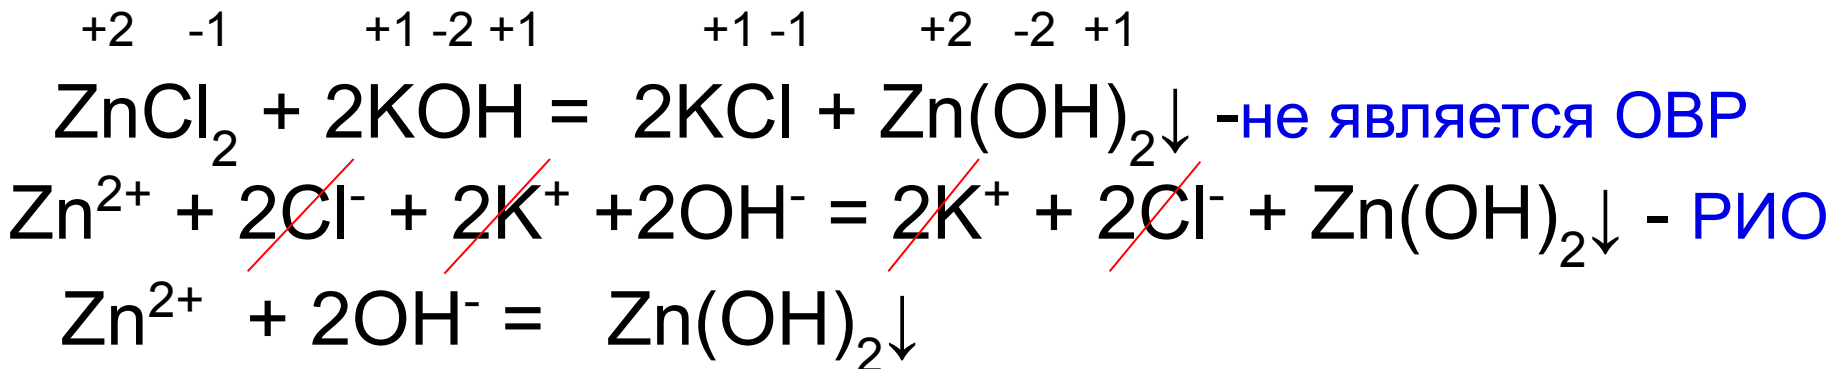 +2 -1 +1 -2 +1 +1 -1 +2 -2 +1
ZnCl₂ + 2KOH = 2KCl + Zn(OH)₂↓ -не является ОВР
Zn²⁺ + 2Cl⁻ + 2K⁺ +2OH⁻ = 2K⁺ + 2Cl⁻ + Zn(OH)₂↓ - РИО
Zn²⁺ + 2OH⁻ = Zn(OH)₂↓